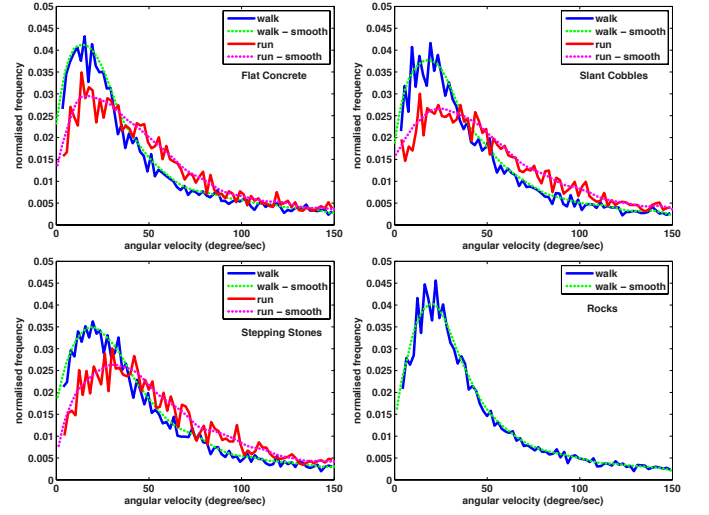 0.05
0.045
0.04
0.035
0.03
0.025
0.02
0.015
0.01
0.005
0
normalised frequency
walk
walk – smooth
run
run – smooth
Flat Concrete
0 50 100 150
angular velocity (degree/sec)
0.05
0.045
0.04
0.035
0.03
0.025
0.02
0.015
0.01
0.005
0
normalised frequency
walk
walk – smooth
run
run – smooth
Slant Cobbles
0 50 100 150
angular velocity (degree/sec)
0.05
0.045
0.04
0.035
0.03
0.025
0.02
0.015
0.01
0.005
0
normalised frequency
walk
walk – smooth
run
run – smooth
Stepping Stones
0 50 100 150
angular velocity (degree/sec)
0.05
0.045
0.04
0.035
0.03
0.025
0.02
0.015
0.01
0.005
0
normalised frequency
walk
walk – smooth
Rocks
0 50 100 150
angular velocity (degree/sec)